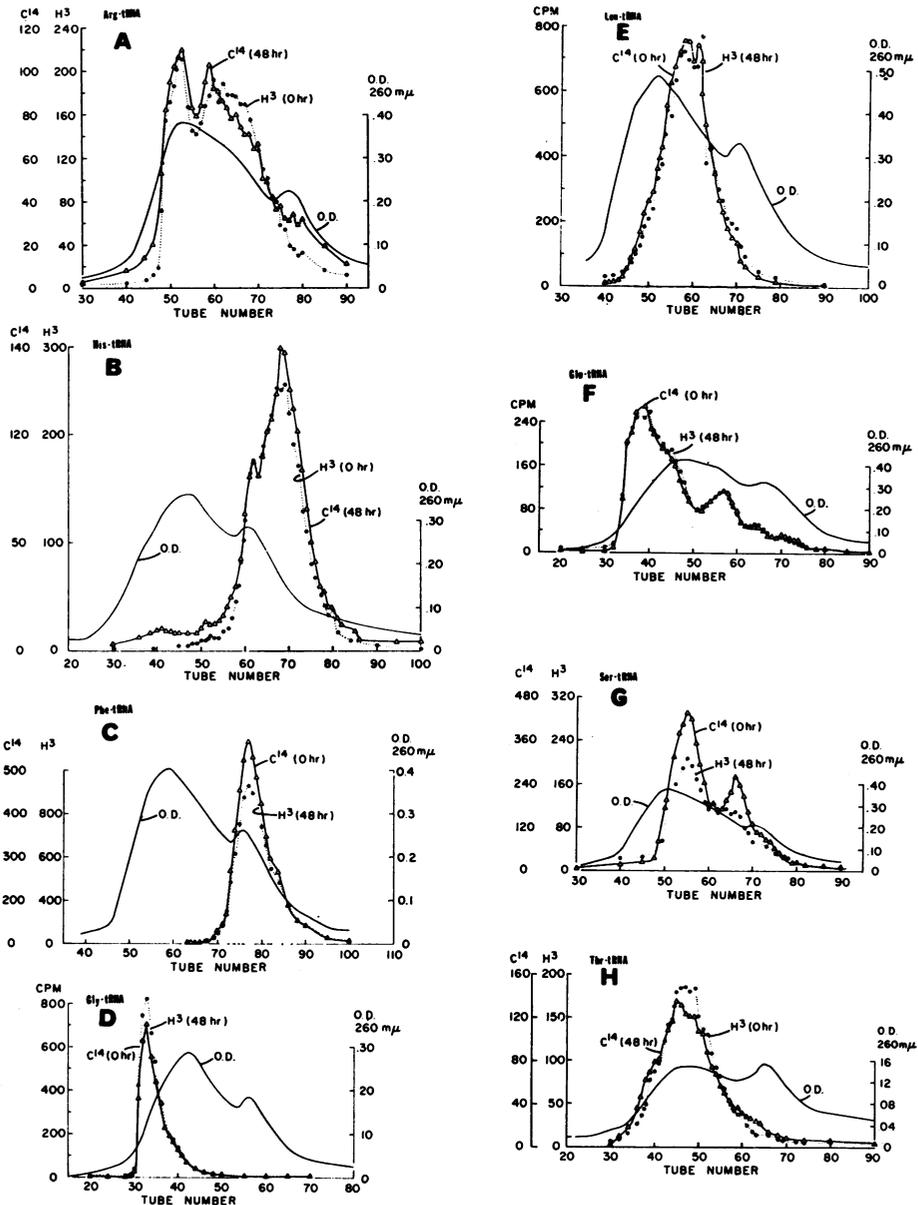 C14 H3
Arg-tRNA
A
120 240
100 200
80 160
60 120
40 80
20 40
0 0
C14 (48 hr)
H3 (0 hr)
O.D.
260 mμ
.40
.30
.20
.10
0
O.D.
30 40 50 60 70 80 90
TUBE NUMBER
C14 H3
His-tRNA
B
140 300
120 200
50 100
0 0
H3 (0 hr)
C14 (48 hr)
O.D.
O.D.
260 mμ
.30
.20
.10
0
20 30 40 50 60 70 80 90 100
TUBE NUMBER
Phe-tRNA
C
C14 H3
500
400 800
300 600
200 400
0 0
C14 (0 hr)
H3 (48 hr)
O.D.
O.D.
260 mμ
0.4
0.3
0.2
0.1
0
40 50 60 70 80 90 100 110
TUBE NUMBER
CPM
Gly-tRNA
D
800
600
400
200
0
H3 (48 hr)
C14 (0 hr)
O.D.
O.D.
260 mμ
.30
.20
.10
0
20 30 40 50 60 70 80
TUBE NUMBER
CPM
Leu-tRNA
E
800
600
400
200
0
C14 (0 hr)
H3 (48 hr)
O.D.
260 mμ
.50
.40
.30
.20
.10
0
O.D.
30 40 50 60 70 80 90 100
TUBE NUMBER
Glu-tRNA
F
CPM
240
160
80
0
C14 (0 hr)
H3 (48 hr)
O.D.
O.D.
260 mμ
.40
.30
.20
.10
0
20 30 40 50 60 70 80 90
TUBE NUMBER
C14 H3
Ser-tRNA
G
480 320
360 240
240 160
120 80
0 0
C14 (0 hr)
H3 (48 hr)
O.D.
O.D.
260 mμ
.40
.30
.20
.10
0
30 40 50 60 70 80 90
TUBE NUMBER
C14 H3
Thr-tRNA
H
160 200
120 150
80 100
40 50
0 0
C14 (48 hr)
H3 (0 hr)
O.D.
O.D.
260 mμ
.16
.12
.08
.04
0
20 30 40 50 60 70 80 90
TUBE NUMBER